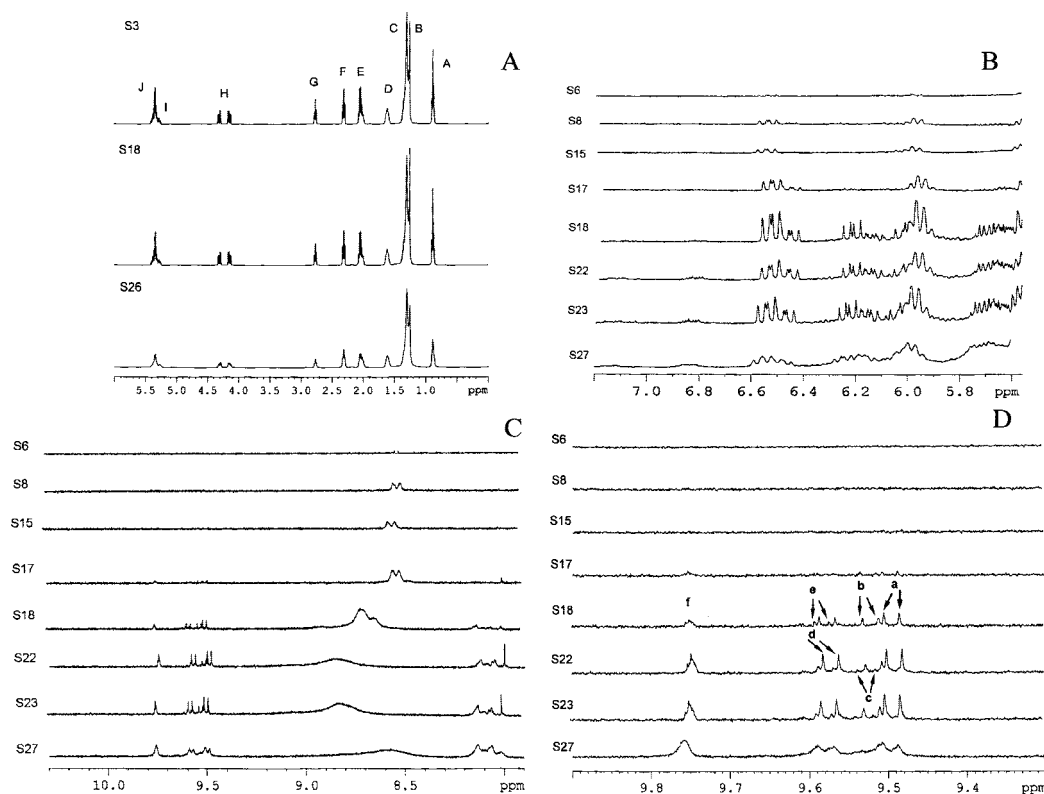 A
S3
C B
A
J I H G F E D
S18
S26
5.5 5.0 4.5 4.0 3.5 3.0 2.5 2.0 1.5 1.0 ppm
B
S6
S8
S15
S17
S18
S22
S23
S27
7.0 6.8 6.6 6.4 6.2 6.0 5.8 ppm
C
S6
S8
S15
S17
S18
S22
S23
S27
10.0 9.5 9.0 8.5 ppm
D
S6
S8
S15
S17
S18
f e b a
d
S22
c
S23
S27
9.8 9.7 9.6 9.5 9.4 ppm